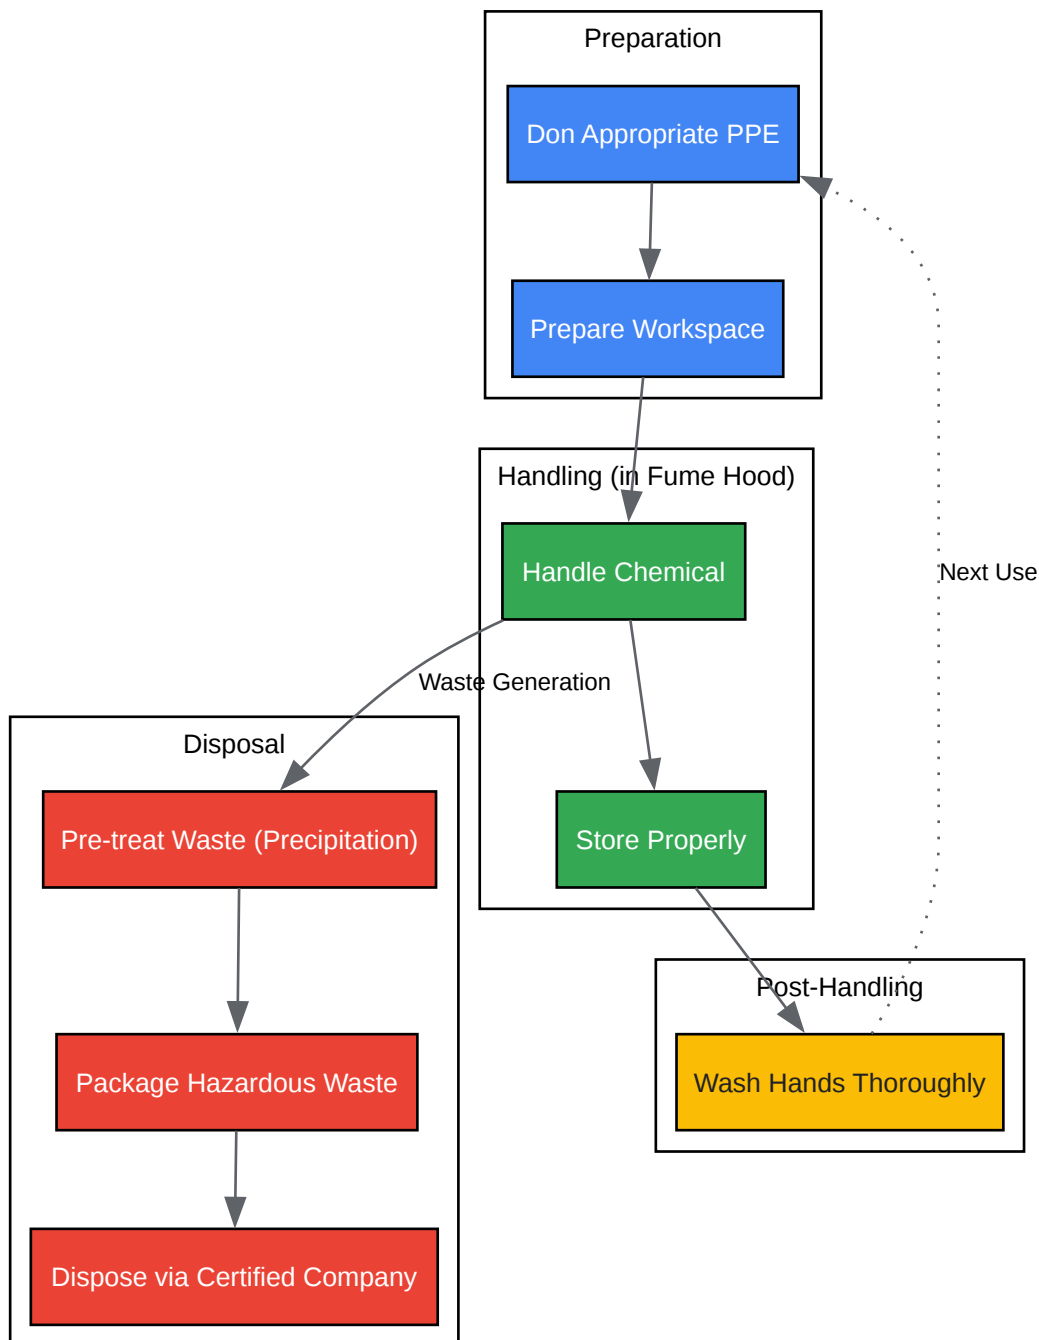 Preparation
Don Appropriate PPE
Prepare Workspace
Handling (in Fume Hood)
Handle Chemical
Next Use
Waste Generation
Disposal
Pre-treat Waste (Precipitation)
Store Properly
Post-Handling
Package Hazardous Waste
Wash Hands Thoroughly
Dispose via Certified Company